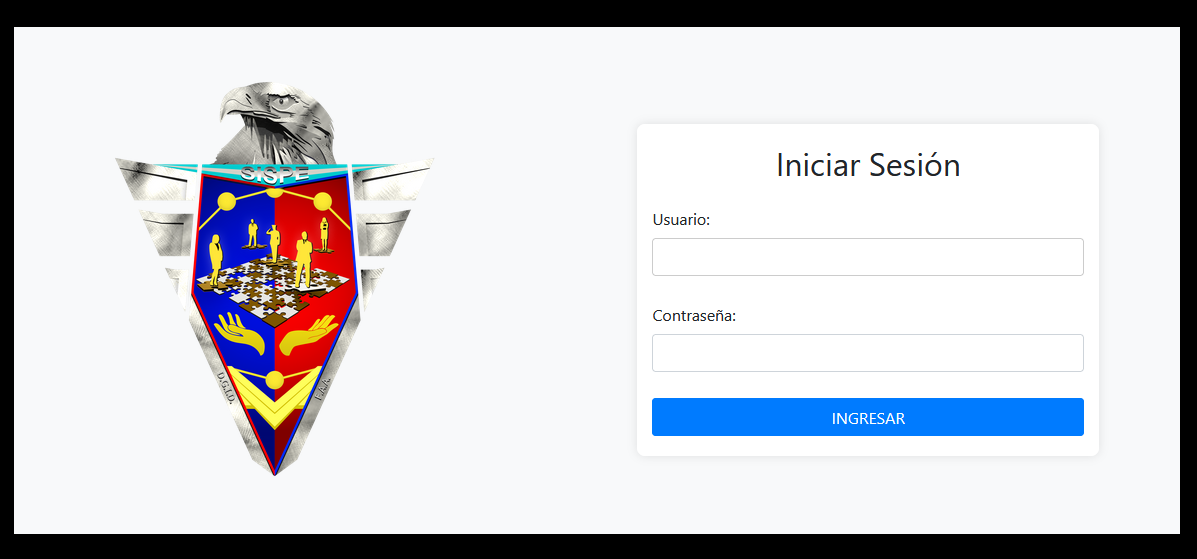 SISPE
D.G.I.D.
Iniciar Sesión
Usuario:
Contraseña:
INGRESAR